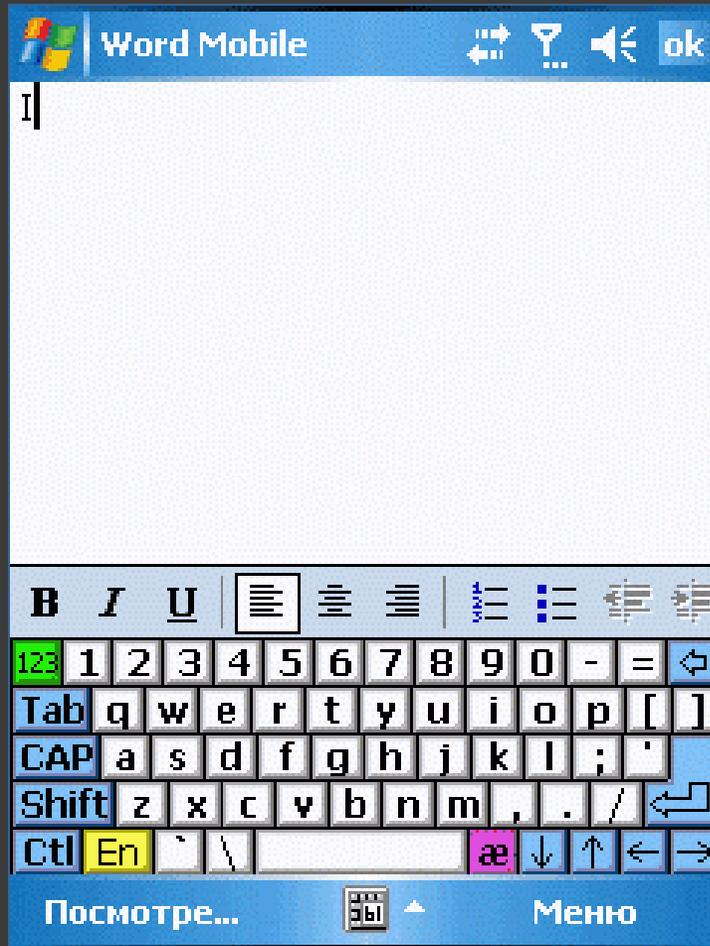 Word Mobile ok
I
B I U
123 1 2 3 4 5 6 7 8 9 0 - =
Tab q w e r t y u i o p [ ]
CAP a s d f g h j k l ; '
Shift z x c v b n m , . /
Ctl En ` \ æ ↓ ↑ ← →
Посмотре... ы Меню